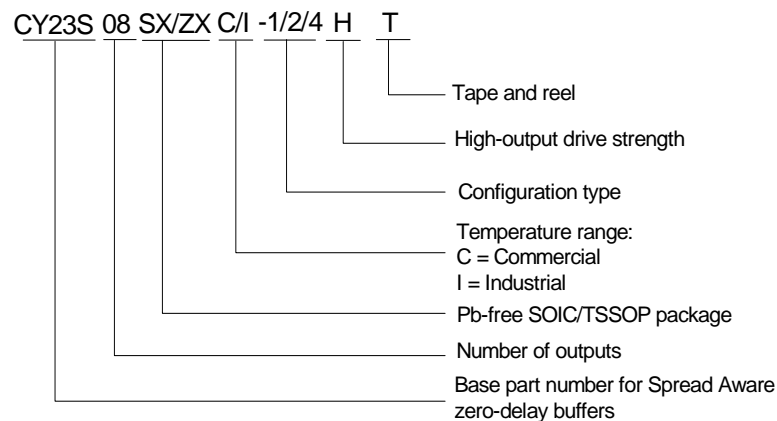 CY23S 08 SX/ZX C/I -1/2/4 H T
Tape and reel
High-output drive strength
Configuration type
Temperature range:
C = Commercial
I = Industrial
Pb-free SOIC/TSSOP package
Number of outputs
Base part number for Spread Aware
zero-delay buffers